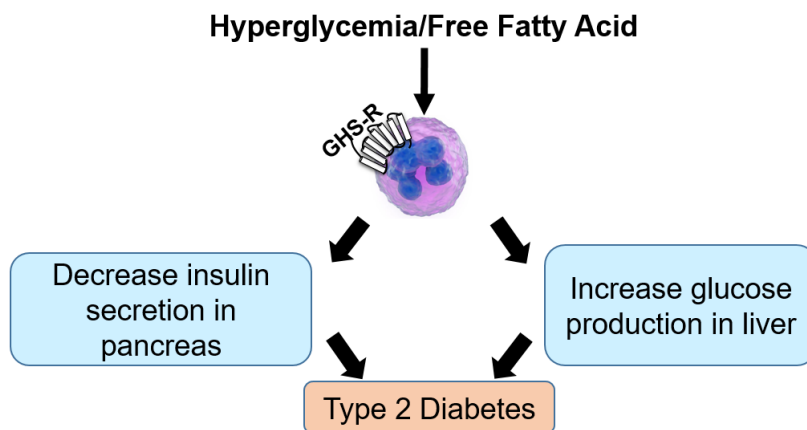 Hyperglycemia/Free Fatty Acid
GHS-R
Decrease insulin
secretion in
pancreas
Increase glucose
production in liver
Type 2 Diabetes